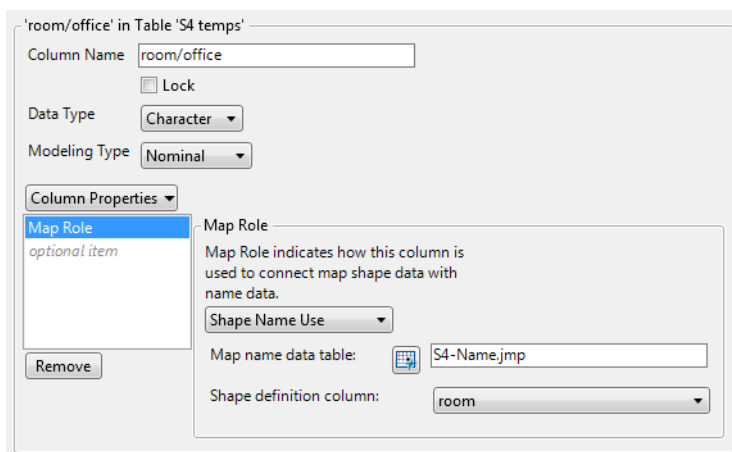 'room/office' in Table 'S4 temps'
Column Name room/office
Lock
Data Type Character
Modeling Type Nominal
Column Properties
Map Role
optional item
Remove
Map Role
Map Role indicates how this column is
used to connect map shape data with
name data.
Shape Name Use
Map name data table: S4-Name.jmp
Shape definition column: room